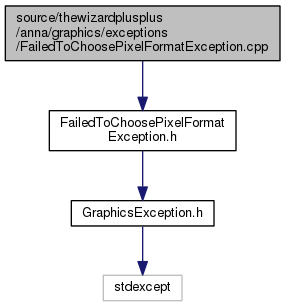 source/thewizardplusplus
/anna/graphics/exceptions
/FailedToChoosePixelFormatException.cpp
FailedToChoosePixelFormat
Exception.h
GraphicsException.h
stdexcept